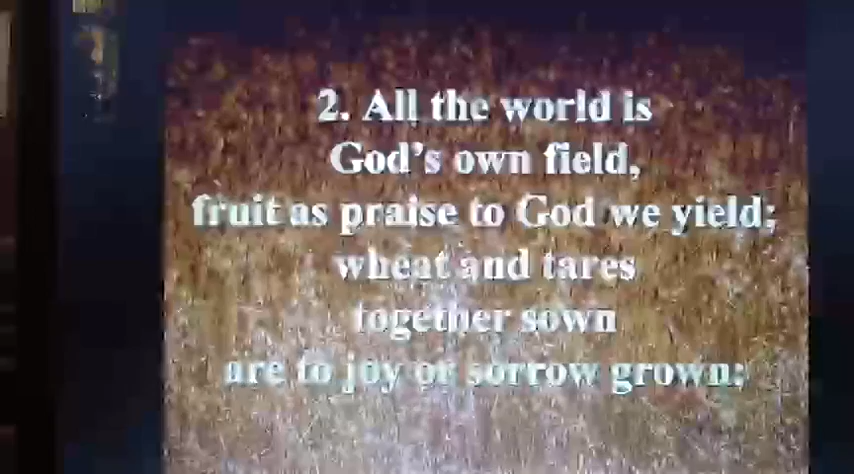 2. All the world is
God's own field,
fruit as praise to God we yield;
wheat and tares
together sown
are to joy or sorrow grown;